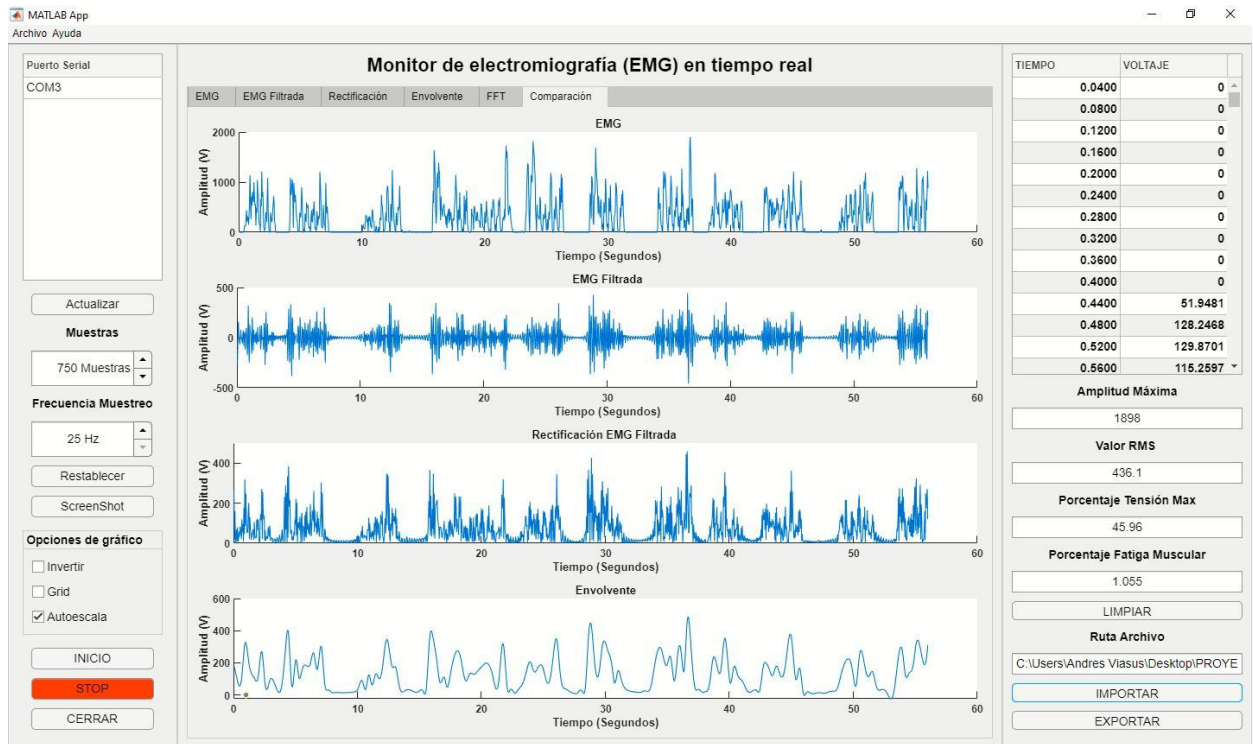 MATLAB App
Archivo Ayuda
Puerto Serial
COM3
Actualizar
Muestras
750 Muestras
Frecuencia Muestreo
25 Hz
Restablecer
ScreenShot
Opciones de gráfico
Invertir
Grid
Autoescala
INICIO
STOP
CERRAR
Monitor de electromiografía (EMG) en tiempo real
EMG EMG Filtrada Rectificación Envolvente FFT Comparación
EMG
Amplitud (V)
2000
1000
0
0 10 20 30 40 50 60
Tiempo (Segundos)
EMG Filtrada
Amplitud (V)
500
0
-500
0 10 20 30 40 50 60
Tiempo (Segundos)
Rectificación EMG Filtrada
Amplitud (V)
400
200
0
0 10 20 30 40 50 60
Tiempo (Segundos)
Envolvente
Amplitud (V)
600
400
200
0
0 10 20 30 40 50 60
Tiempo (Segundos)
TIEMPO VOLTAJE
0.0400 0
0.0800 0
0.1200 0
0.1600 0
0.2000 0
0.2400 0
0.2800 0
0.3200 0
0.3600 0
0.4000 0
0.4400 51.9481
0.4800 128.2468
0.5200 129.8701
0.5600 115.2597
Amplitud Máxima
1898
Valor RMS
436.1
Porcentaje Tensión Max
45.96
Porcentaje Fatiga Muscular
1.055
LIMPIAR
Ruta Archivo
C:\Users\Andres Viasus\Desktop\PROYE
IMPORTAR
EXPORTAR